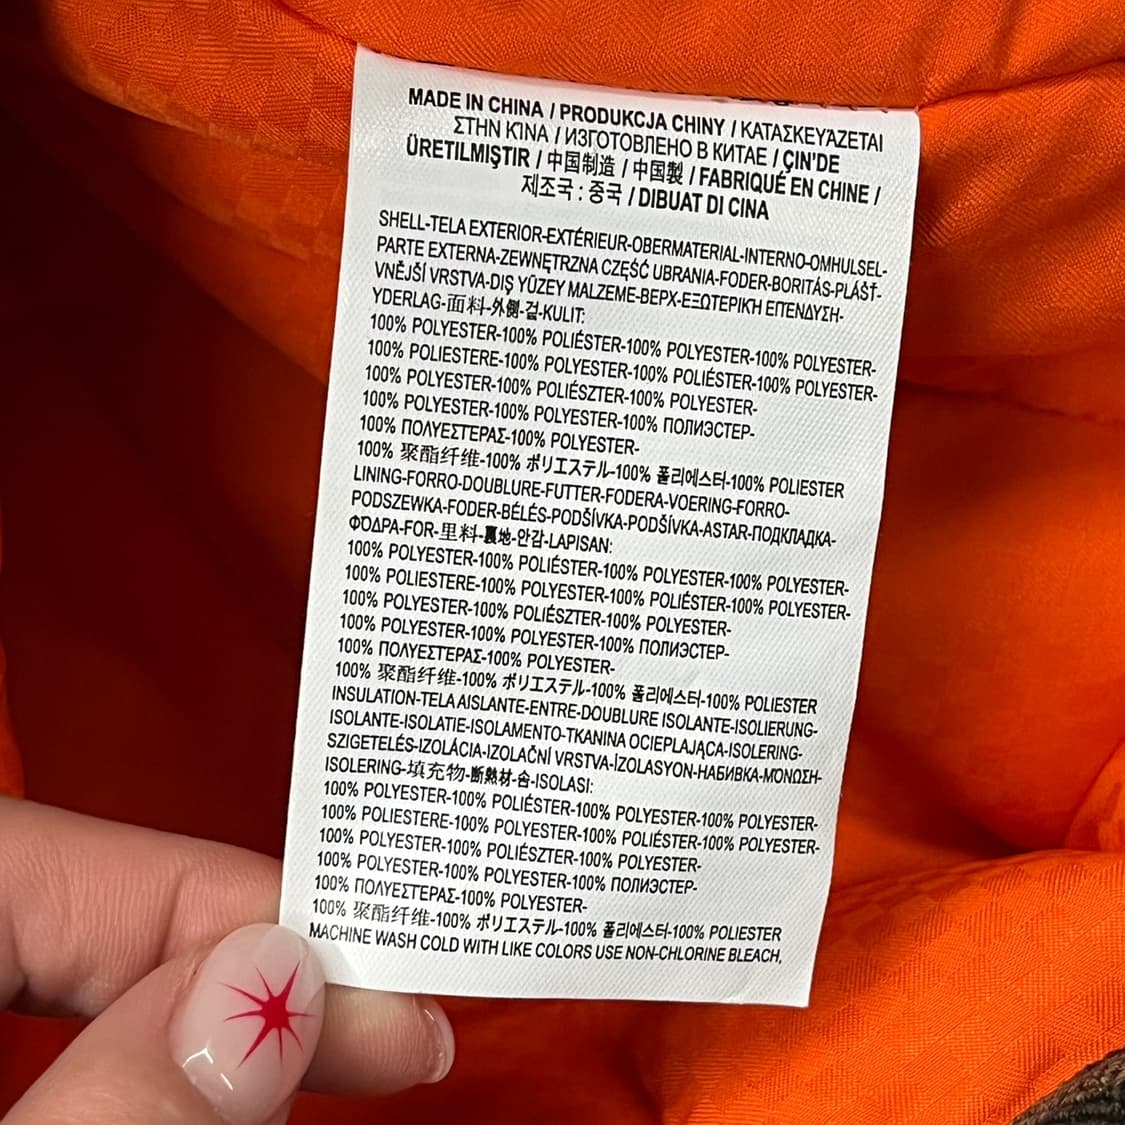 MADE IN CHINA / PRODUKCJA CHINY / ΚΑΤΑΣΚΕΥΆΖΕΤΑΙ
ΣΤΗΝ ΚΊΝΑ / ИЗГОТОВЛЕНО В КИТАЕ / ÇIN'DE
ÜRETILMIŞTIR / 中国制造 / 中国製 / FABRIQUÉ EN CHINE /
제조국 : 중국 / DIBUAT DI CINA
SHELL-TELA EXTERIOR-EXTÉRIEUR-OBERMATERIAL-INTERNO-OMHULSEL-
PARTE EXTERNA-ZEWNĘTRZNA CZĘŚĆ UBRANIA-FODER-BORITÁS-PLÁŠŤ-
VNĚJŠÍ VRSTVA-DIŞ YÜZEY MALZEME-ВЕРХ-ΕΞΩΤΕΡΙΚΗ ΕΠΕΝΔΥΣΗ-
YDERLAG-面料-外側-겉-KULIT:
100% POLYESTER-100% POLIÉSTER-100% POLYESTER-100% POLYESTER-
100% POLIESTERE-100% POLYESTER-100% POLIÉSTER-100% POLYESTER-
100% POLYESTER-100% POLIÉSZTER-100% POLYESTER-
100% POLYESTER-100% POLYESTER-100% ПОЛИЭСТЕР-
100% ΠΟΛΥΕΣΤΕΡΑΣ-100% POLYESTER-
100% 聚酯纤维-100% ポリエステル-100% 폴리에스터-100% POLIESTER
LINING-FORRO-DOUBLURE-FUTTER-FODERA-VOERING-FORRO-
PODSZEWKA-FODER-BÉLÉS-PODŠÍVKA-PODŠÍVKA-ASTAR-ПОДКЛАДКА-
ΦΌΔΡΑ-FOR-里料-裏地-안감-LAPISAN:
100% POLYESTER-100% POLIÉSTER-100% POLYESTER-100% POLYESTER-
100% POLIESTERE-100% POLYESTER-100% POLIÉSTER-100% POLYESTER-
100% POLYESTER-100% POLIÉSZTER-100% POLYESTER-
100% POLYESTER-100% POLYESTER-100% ПОЛИЭСТЕР-
100% ΠΟΛΥΕΣΤΕΡΑΣ-100% POLYESTER-
100% 聚酯纤维-100% ポリエステル-100% 폴리에스터-100% POLIESTER
INSULATION-TELA AISLANTE-ENTRE-DOUBLURE ISOLANTE-ISOLIERUNG-
ISOLANTE-ISOLATIE-ISOLAMENTO-TKANINA OCIEPLAJĄCA-ISOLERING-
SZIGETELÉS-IZOLÁCIA-IZOLAČNÍ VRSTVA-İZOLASYON-НАБИВКА-ΜΌΝΩΣΗ-
ISOLERING-填充物-断熱材-솜-ISOLASI:
100% POLYESTER-100% POLIÉSTER-100% POLYESTER-100% POLYESTER-
100% POLIESTERE-100% POLYESTER-100% POLIÉSTER-100% POLYESTER-
100% POLYESTER-100% POLIÉSZTER-100% POLYESTER-
100% POLYESTER-100% POLYESTER-100% ПОЛИЭСТЕР-
100% ΠΟΛΥΕΣΤΕΡΑΣ-100% POLYESTER-
100% 聚酯纤维-100% ポリエステル-100% 폴리에스터-100% POLIESTER
MACHINE WASH COLD WITH LIKE COLORS USE NON-CHLORINE BLEACH,